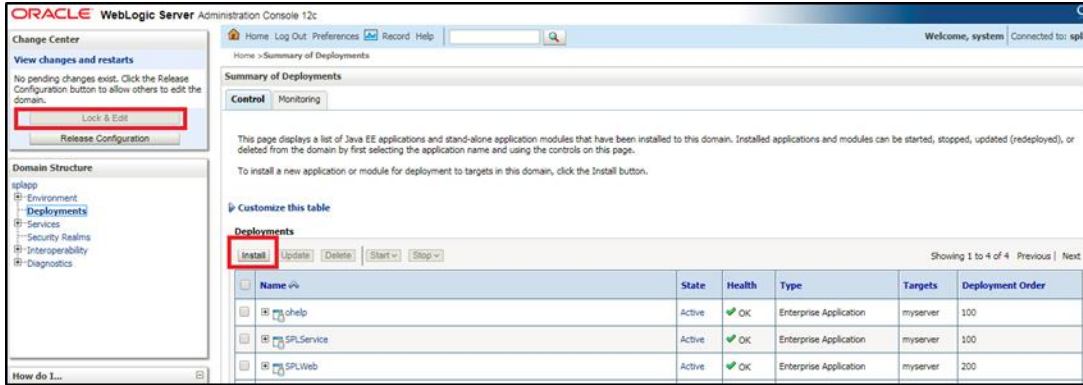 ORACLE WebLogic Server Administration Console 12c
Change Center
View changes and restarts
No pending changes exist. Click the Release
Configuration button to allow others to edit the
domain.
Lock & Edit
Release Configuration
Domain Structure
splapp
Environment
Deployments
Services
Security Realms
Interoperability
Diagnostics
How do I...
Home Log Out Preferences Record Help
Welcome, system Connected to: spl
Home >Summary of Deployments
Summary of Deployments
Control Monitoring
This page displays a list of Java EE applications and stand-alone application modules that have been installed to this domain. Installed applications and modules can be started, stopped, updated (redeployed), or
deleted from the domain by first selecting the application name and using the controls on this page.
To install a new application or module for deployment to targets in this domain, click the Install button.
Customize this table
Deployments
Install Update Delete Start Stop
Showing 1 to 4 of 4 Previous | Next
Name State Health Type Targets Deployment Order
ohelp Active OK Enterprise Application myserver 100
SPLService Active OK Enterprise Application myserver 100
SPLWeb Active OK Enterprise Application myserver 200